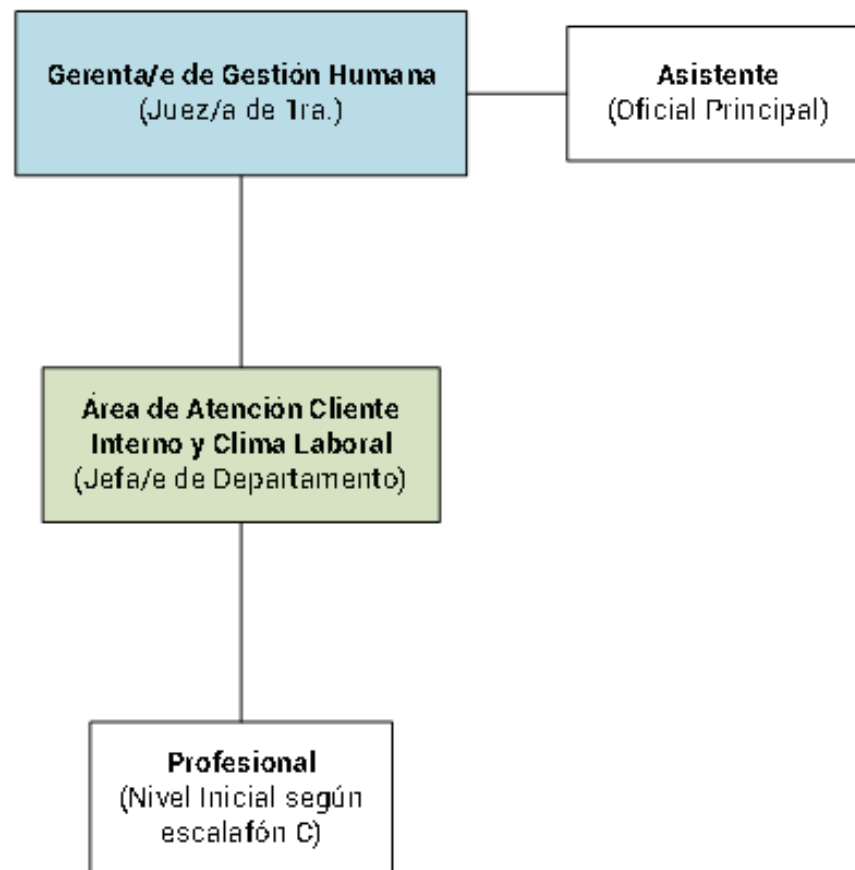 Gerenta/e de Gestión Humana
(Juez/a de 1ra.)
Asistente
(Oficial Principal)
Área de Atención Cliente
Interno y Clima Laboral
(Jefa/e de Departamento)
Profesional
(Nivel Inicial según
escalafón C)